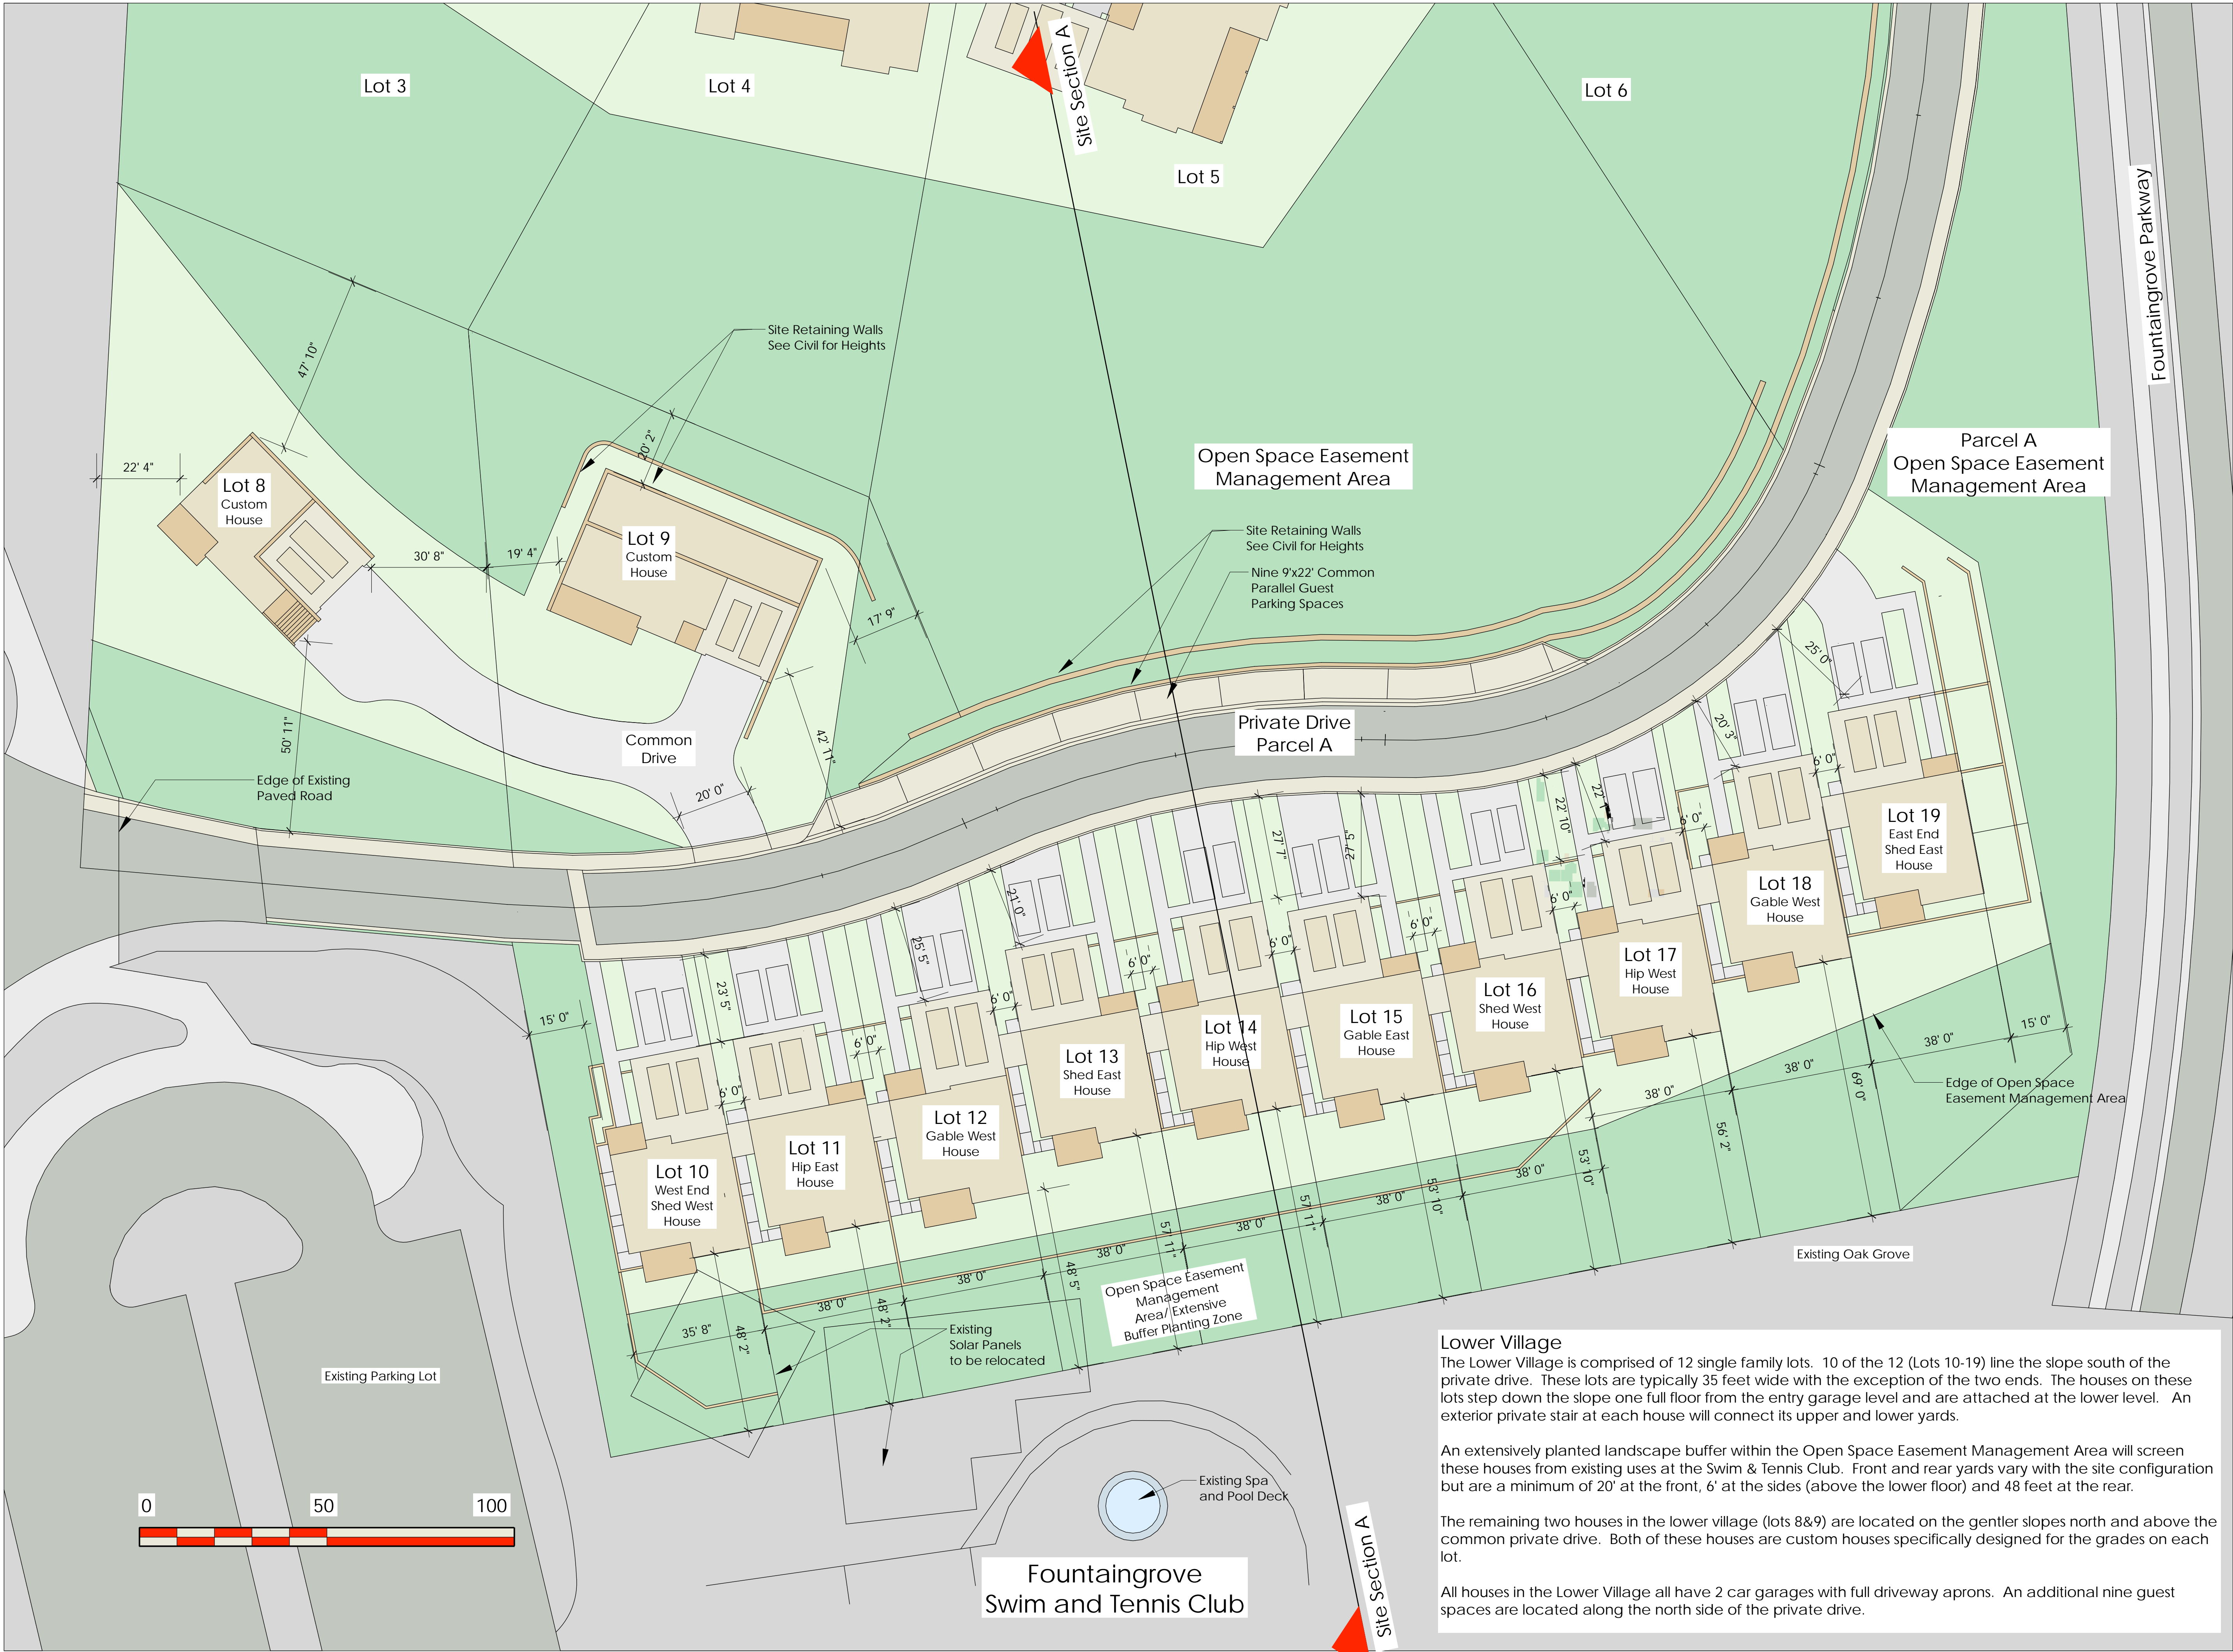 Lot 3
Lot 4
Site Section A
Lot 5
Lot 6
Fountaingrove Parkway
Site Retaining Walls
See Civil for Heights
47' 10"
20' 2"
22' 4"
Lot 8
Custom
House
30' 8"
19' 4"
Lot 9
Custom
House
17' 9"
Open Space Easement
Management Area
Parcel A
Open Space Easement
Management Area
Site Retaining Walls
See Civil for Heights
Nine 9'x22' Common
Parallel Guest
Parking Spaces
50' 11"
Common
Drive
42' 11"
20' 0"
Edge of Existing
Paved Road
Private Drive
Parcel A
25' 0"
20' 3"
6' 0"
22' 10"
6' 0"
27' 7"
27' 5"
6' 0"
6' 0"
6' 0"
21' 0"
6' 0"
25' 5"
6' 0"
23' 5"
6' 0"
6' 0"
15' 0"
Lot 10
West End
Shed West
House
Lot 11
Hip East
House
Lot 12
Gable West
House
Lot 13
Shed East
House
Lot 14
Hip West
House
Lot 15
Gable East
House
Lot 16
Shed West
House
Lot 17
Hip West
House
Lot 18
Gable West
House
Lot 19
East End
Shed East
House
35' 8"
38' 0"
38' 0"
38' 0"
38' 0"
38' 0"
38' 0"
38' 0"
38' 0"
38' 0"
15' 0"
48' 2"
48' 2"
48' 5"
57' 11"
57' 11"
53' 10"
53' 10"
56' 2"
69' 0"
Edge of Open Space
Easement Management Area
Existing Oak Grove
Open Space Easement
Management
Area/ Extensive
Buffer Planting Zone
Existing
Solar Panels
to be relocated
Existing Parking Lot
Existing Spa
and Pool Deck
0 50 100
Fountaingrove
Swim and Tennis Club
Site Section A
Lower Village
The Lower Village is comprised of 12 single family lots. 10 of the 12 (Lots 10-19) line the slope south of the
private drive. These lots are typically 35 feet wide with the exception of the two ends. The houses on these
lots step down the slope one full floor from the entry garage level and are attached at the lower level. An
exterior private stair at each house will connect its upper and lower yards.
An extensively planted landscape buffer within the Open Space Easement Management Area will screen
these houses from existing uses at the Swim & Tennis Club. Front and rear yards vary with the site configuration
but are a minimum of 20' at the front, 6' at the sides (above the lower floor) and 48 feet at the rear.
The remaining two houses in the lower village (lots 8&9) are located on the gentler slopes north and above the
common private drive. Both of these houses are custom houses specifically designed for the grades on each
lot.
All houses in the Lower Village all have 2 car garages with full driveway aprons. An additional nine guest
spaces are located along the north side of the private drive.